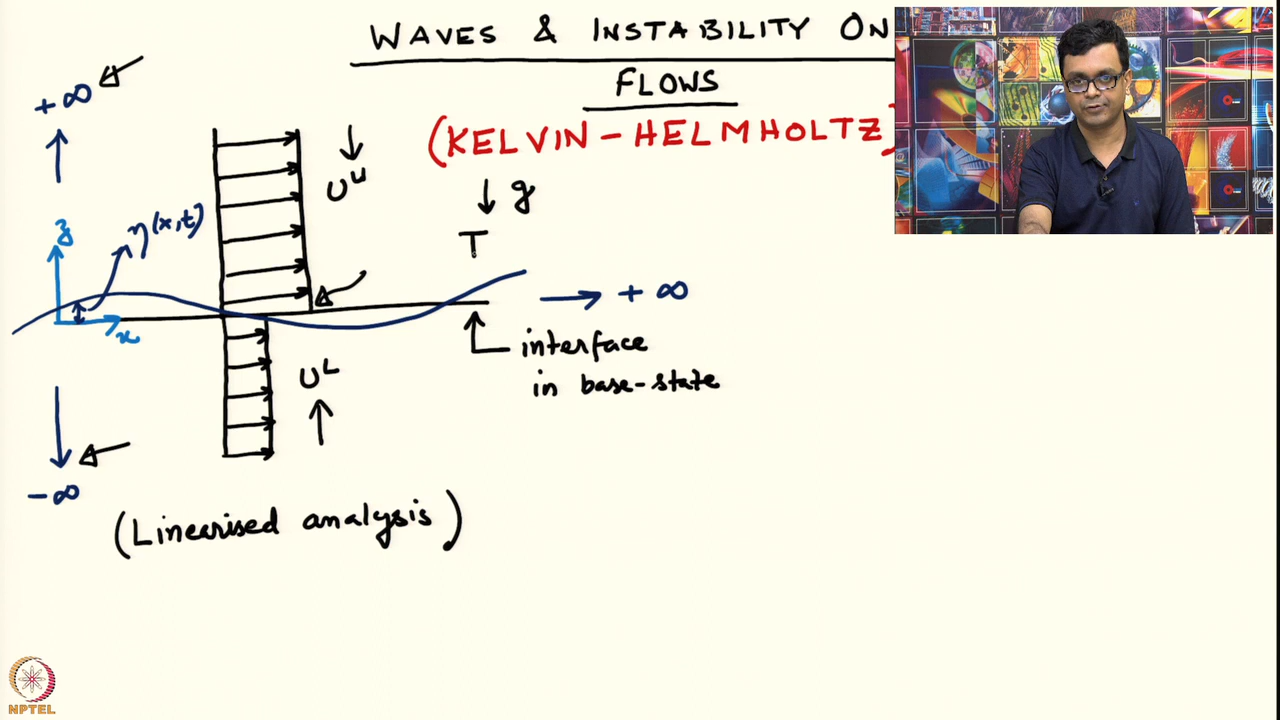 WAVES & INSTABILITY ON
FLOWS
(KELVIN-HELMHOLTZ)
+∞
U^U
g
T
z
η(x,t)
x
+∞
interface
in base-state
U^L
-∞
(Linearised analysis)
NPTEL